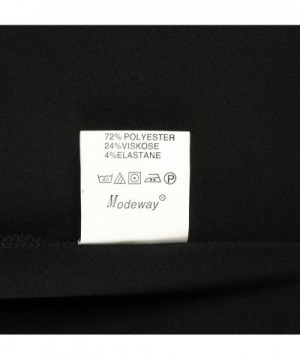 72% POLYESTER
24% VISKOSE
4% ELASTANE
P
Modeway®